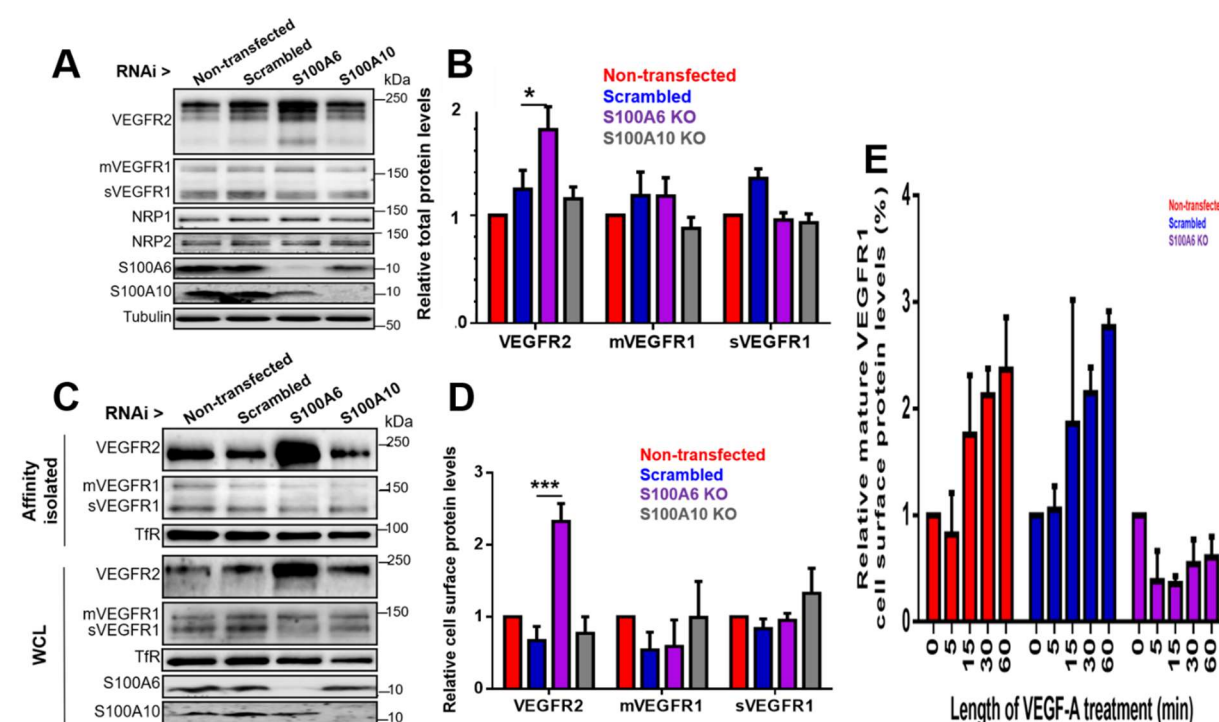 A
RNAi >
Non-transfected
Scrambled
S100A6
S100A10
kDa
VEGFR2
250
mVEGFR1
150
sVEGFR1
NRP1
150
NRP2
150
S100A6
10
S100A10
10
Tubulin
50
B
Relative total protein levels
2
1
.0
*
Non-transfected
Scrambled
S100A6 KO
S100A10 KO
VEGFR2 mVEGFR1 sVEGFR1
C
RNAi >
Non-transfected
Scrambled
S100A6
S100A10
kDa
Affinity
isolated
VEGFR2
250
mVEGFR1
150
sVEGFR1
TfR
100
WCL
VEGFR2
250
mVEGFR1
150
sVEGFR1
TfR
S100A6
10
S100A10
10
D
Relative cell surface protein levels
3
2
1
0
***
Non-transfected
Scrambled
S100A6 KO
S100A10 KO
VEGFR2 mVEGFR1 sVEGFR1
E
Relative mature VEGFR1
cell surface protein levels (%)
4
3
2
1
0
Non-transfected
Scrambled
S100A6 KO
0 5 15 30 60 0 5 15 30 60 0 5 15 30 60
Length of VEGF-A treatment (min)